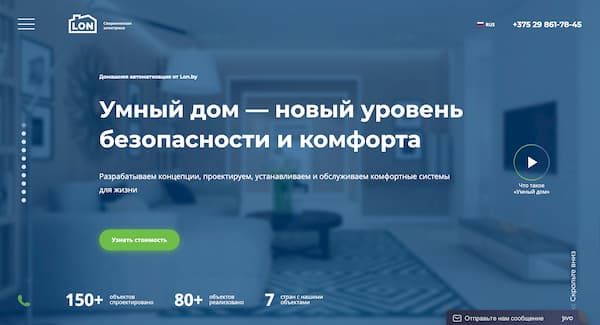 LON
Современная
электрика
RUS
+375 29 861-78-45
Домашняя автоматизация от Lon.by
Умный дом — новый уровень
безопасности и комфорта
Разрабатываем концепции, проектируем, устанавливаем и обслуживаем комфортные системы
для жизни
Что такое
«Умный дом»
Узнать стоимость
Скрольте вниз
150+ объектов
спроектировано
80+ объектов
реализовано
7 стран с нашими
объектами
Отправьте нам сообщение jivo